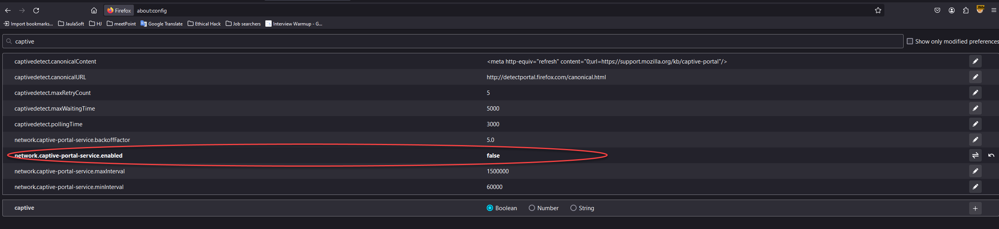 Firefox about:config
JMe
Import bookmarks... JaulaSoft HJ meetPoint Google Translate Ethical Hack Job searchers Interview Warmup - G...
captive Show only modified preferences
captivedetect.canonicalContent <meta http-equiv="refresh" content="0;url=https://support.mozilla.org/kb/captive-portal"/>
captivedetect.canonicalURL http://detectportal.firefox.com/canonical.html
captivedetect.maxRetryCount 5
captivedetect.maxWaitingTime 5000
captivedetect.pollingTime 3000
network.captive-portal-service.backoffFactor 5.0
network.captive-portal-service.enabled false
network.captive-portal-service.maxInterval 1500000
network.captive-portal-service.minInterval 60000
captive Boolean Number String